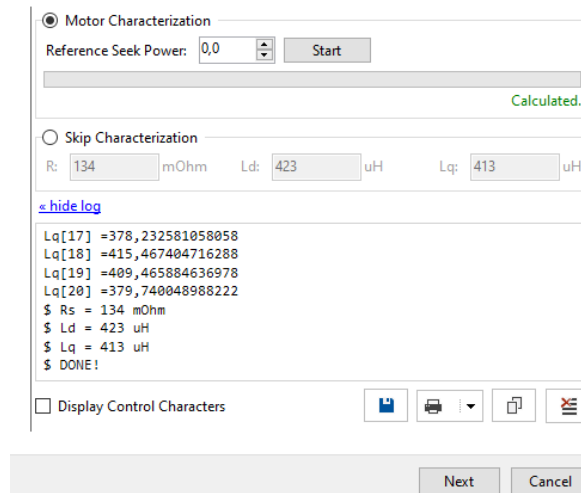 Motor Characterization
Reference Seek Power: 0,0 Start
Calculated.
Skip Characterization
R: 134 mOhm Ld: 423 uH Lq: 413 uH
« hide log
Lq[17] =378,232581058058
Lq[18] =415,467404716288
Lq[19] =409,465884636978
Lq[20] =379,740048988222
$ Rs = 134 mOhm
$ Ld = 423 uH
$ Lq = 413 uH
$ DONE!
Display Control Characters
Next Cancel